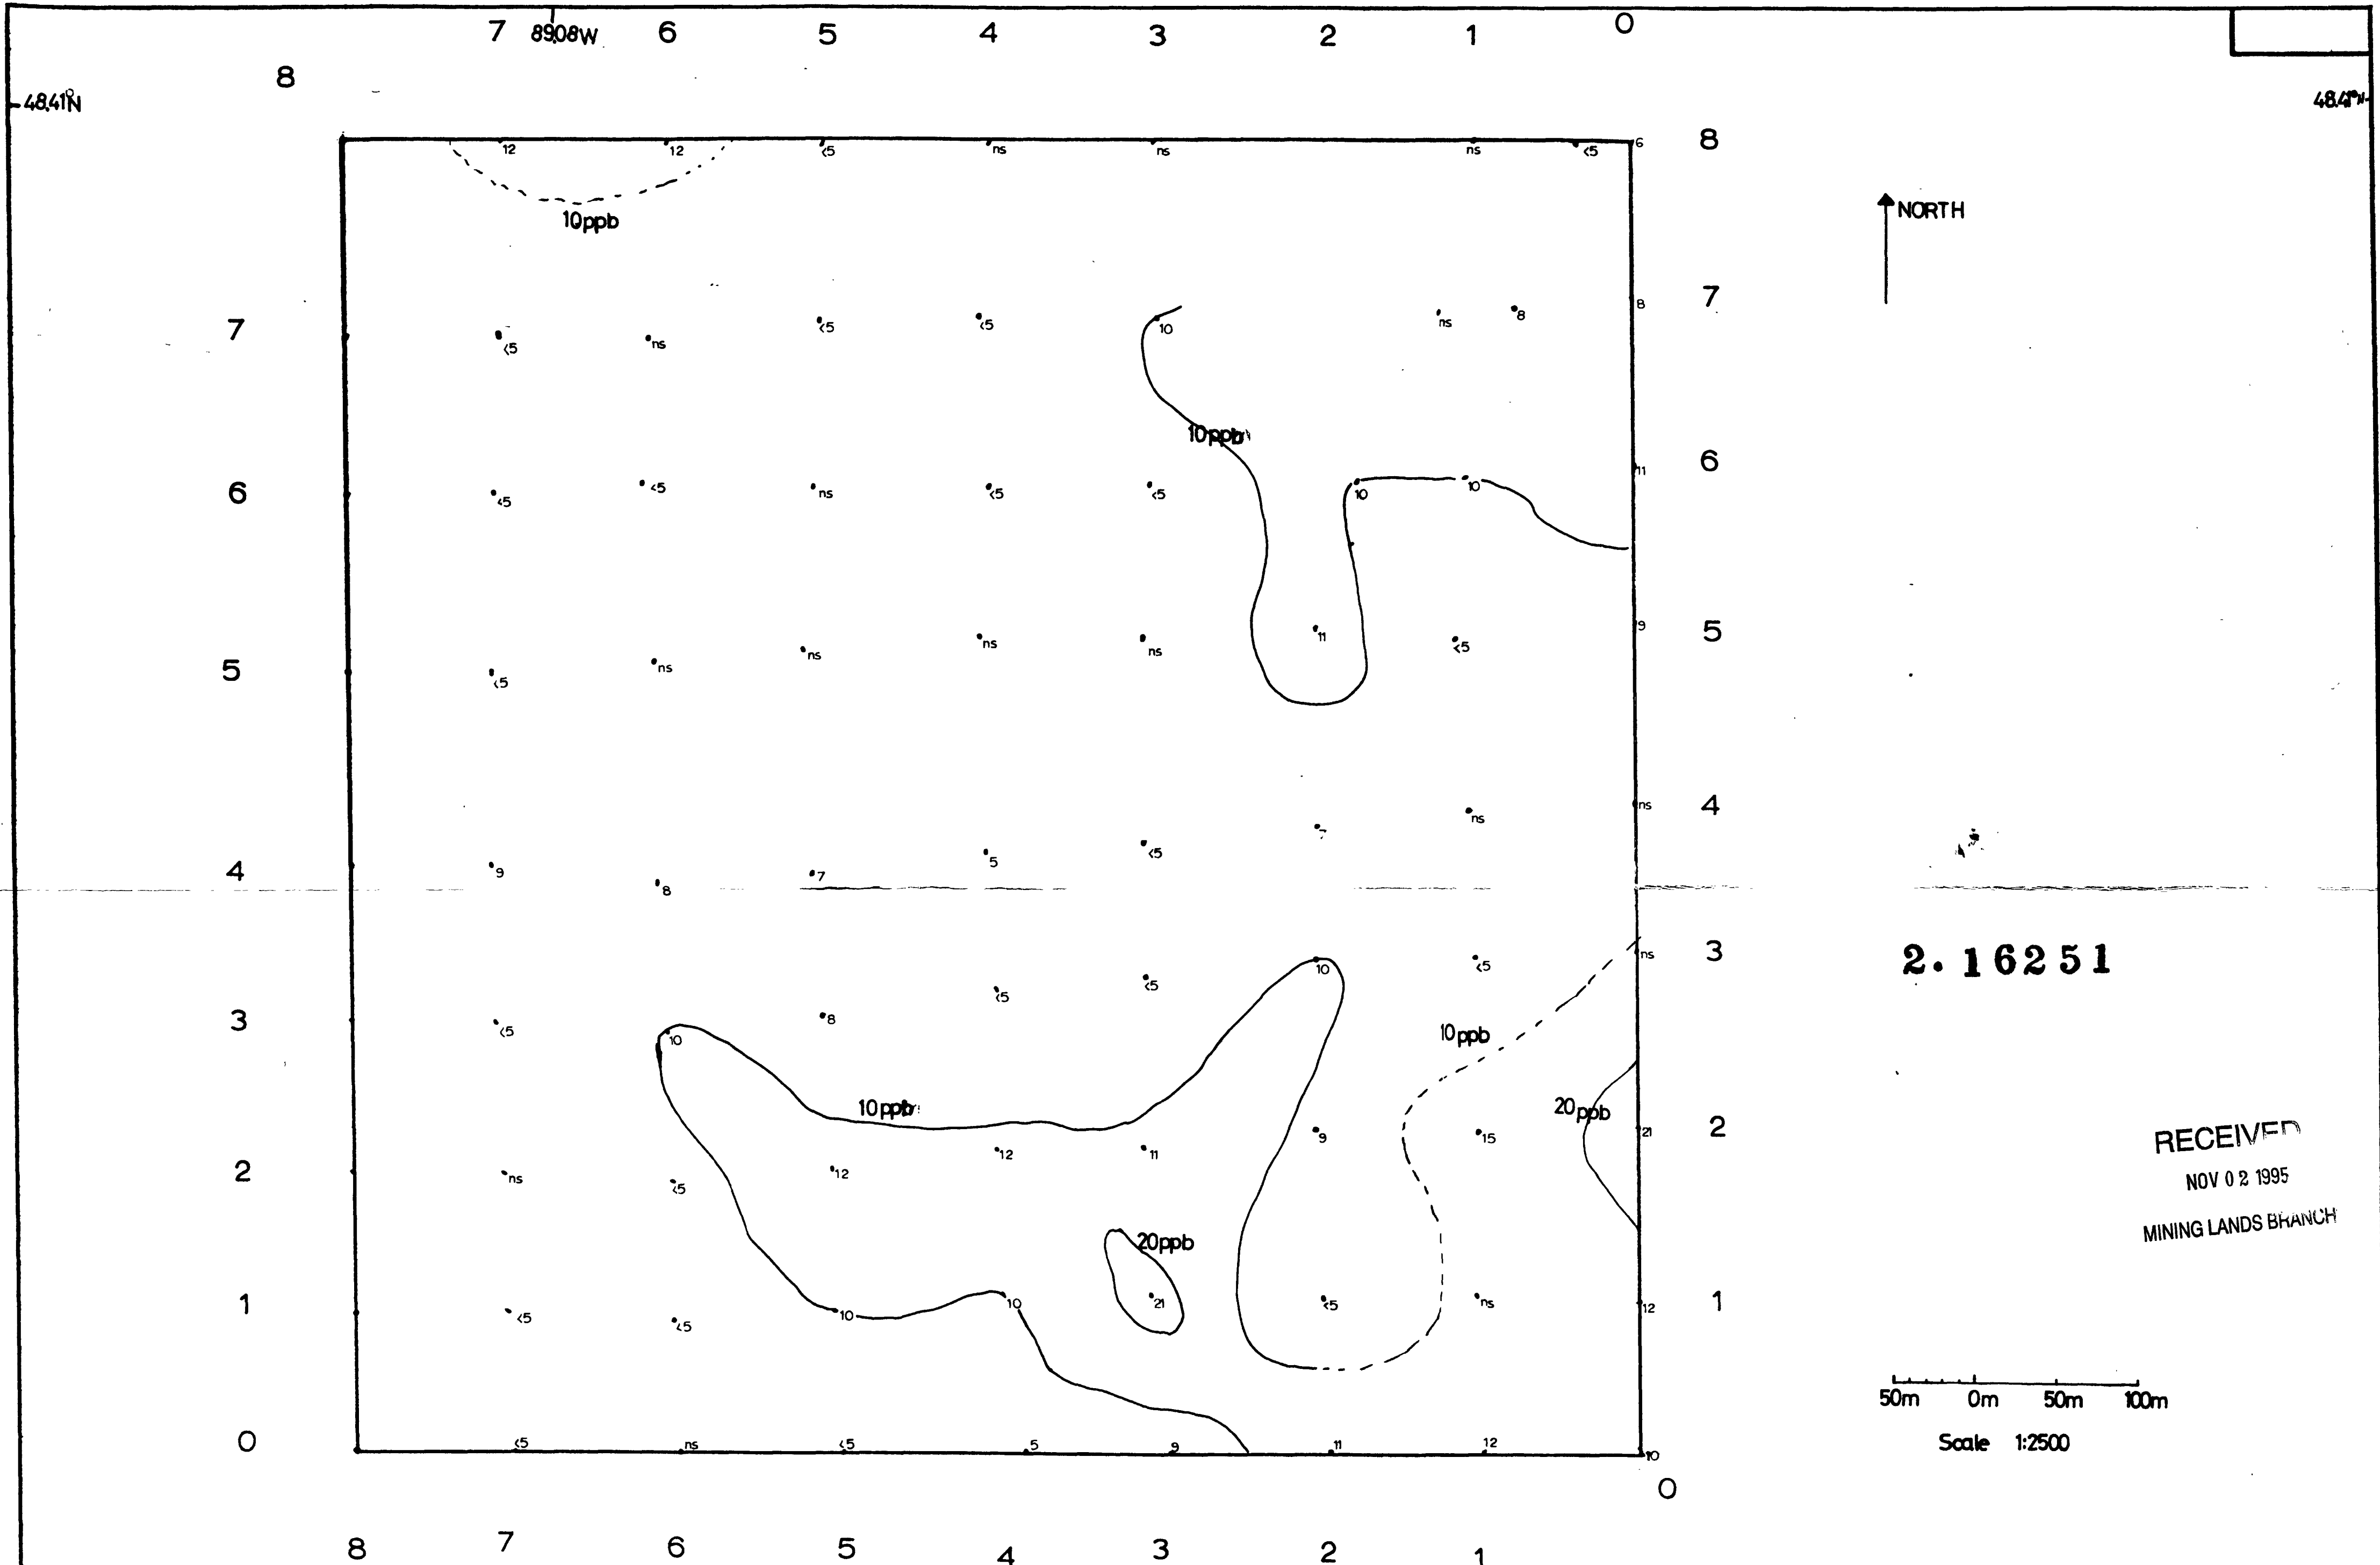 7 89.08W 6 5 4 3 2 1 0
8
48.41°N 48.41°N
12 12 <5 ns ns ns <5 6 8
10ppb
NORTH
7 <5 ns <5 <5 10 ns 8 8 7
10ppb
6 <5 <5 ns <5 <5 10 10 11 6
5 <5 ns ns ns ns 11 <5 9 5
4 9 8 7 5 <5 7 ns ns 4
3 <5 10 8 <5 <5 10 <5 ns 3
2.16251
10ppb
10ppb 20ppb
2 ns <5 12 12 11 9 15 21 2
RECEIVED
NOV 02 1995
MINING LANDS BRANCH
20ppb
1 <5 <5 10 10 21 <5 ns 12 1
50m 0m 50m 100m
Scale 1:2500
0 <5 ns <5 5 9 11 12 10
0
8 7 6 5 4 3 2 1